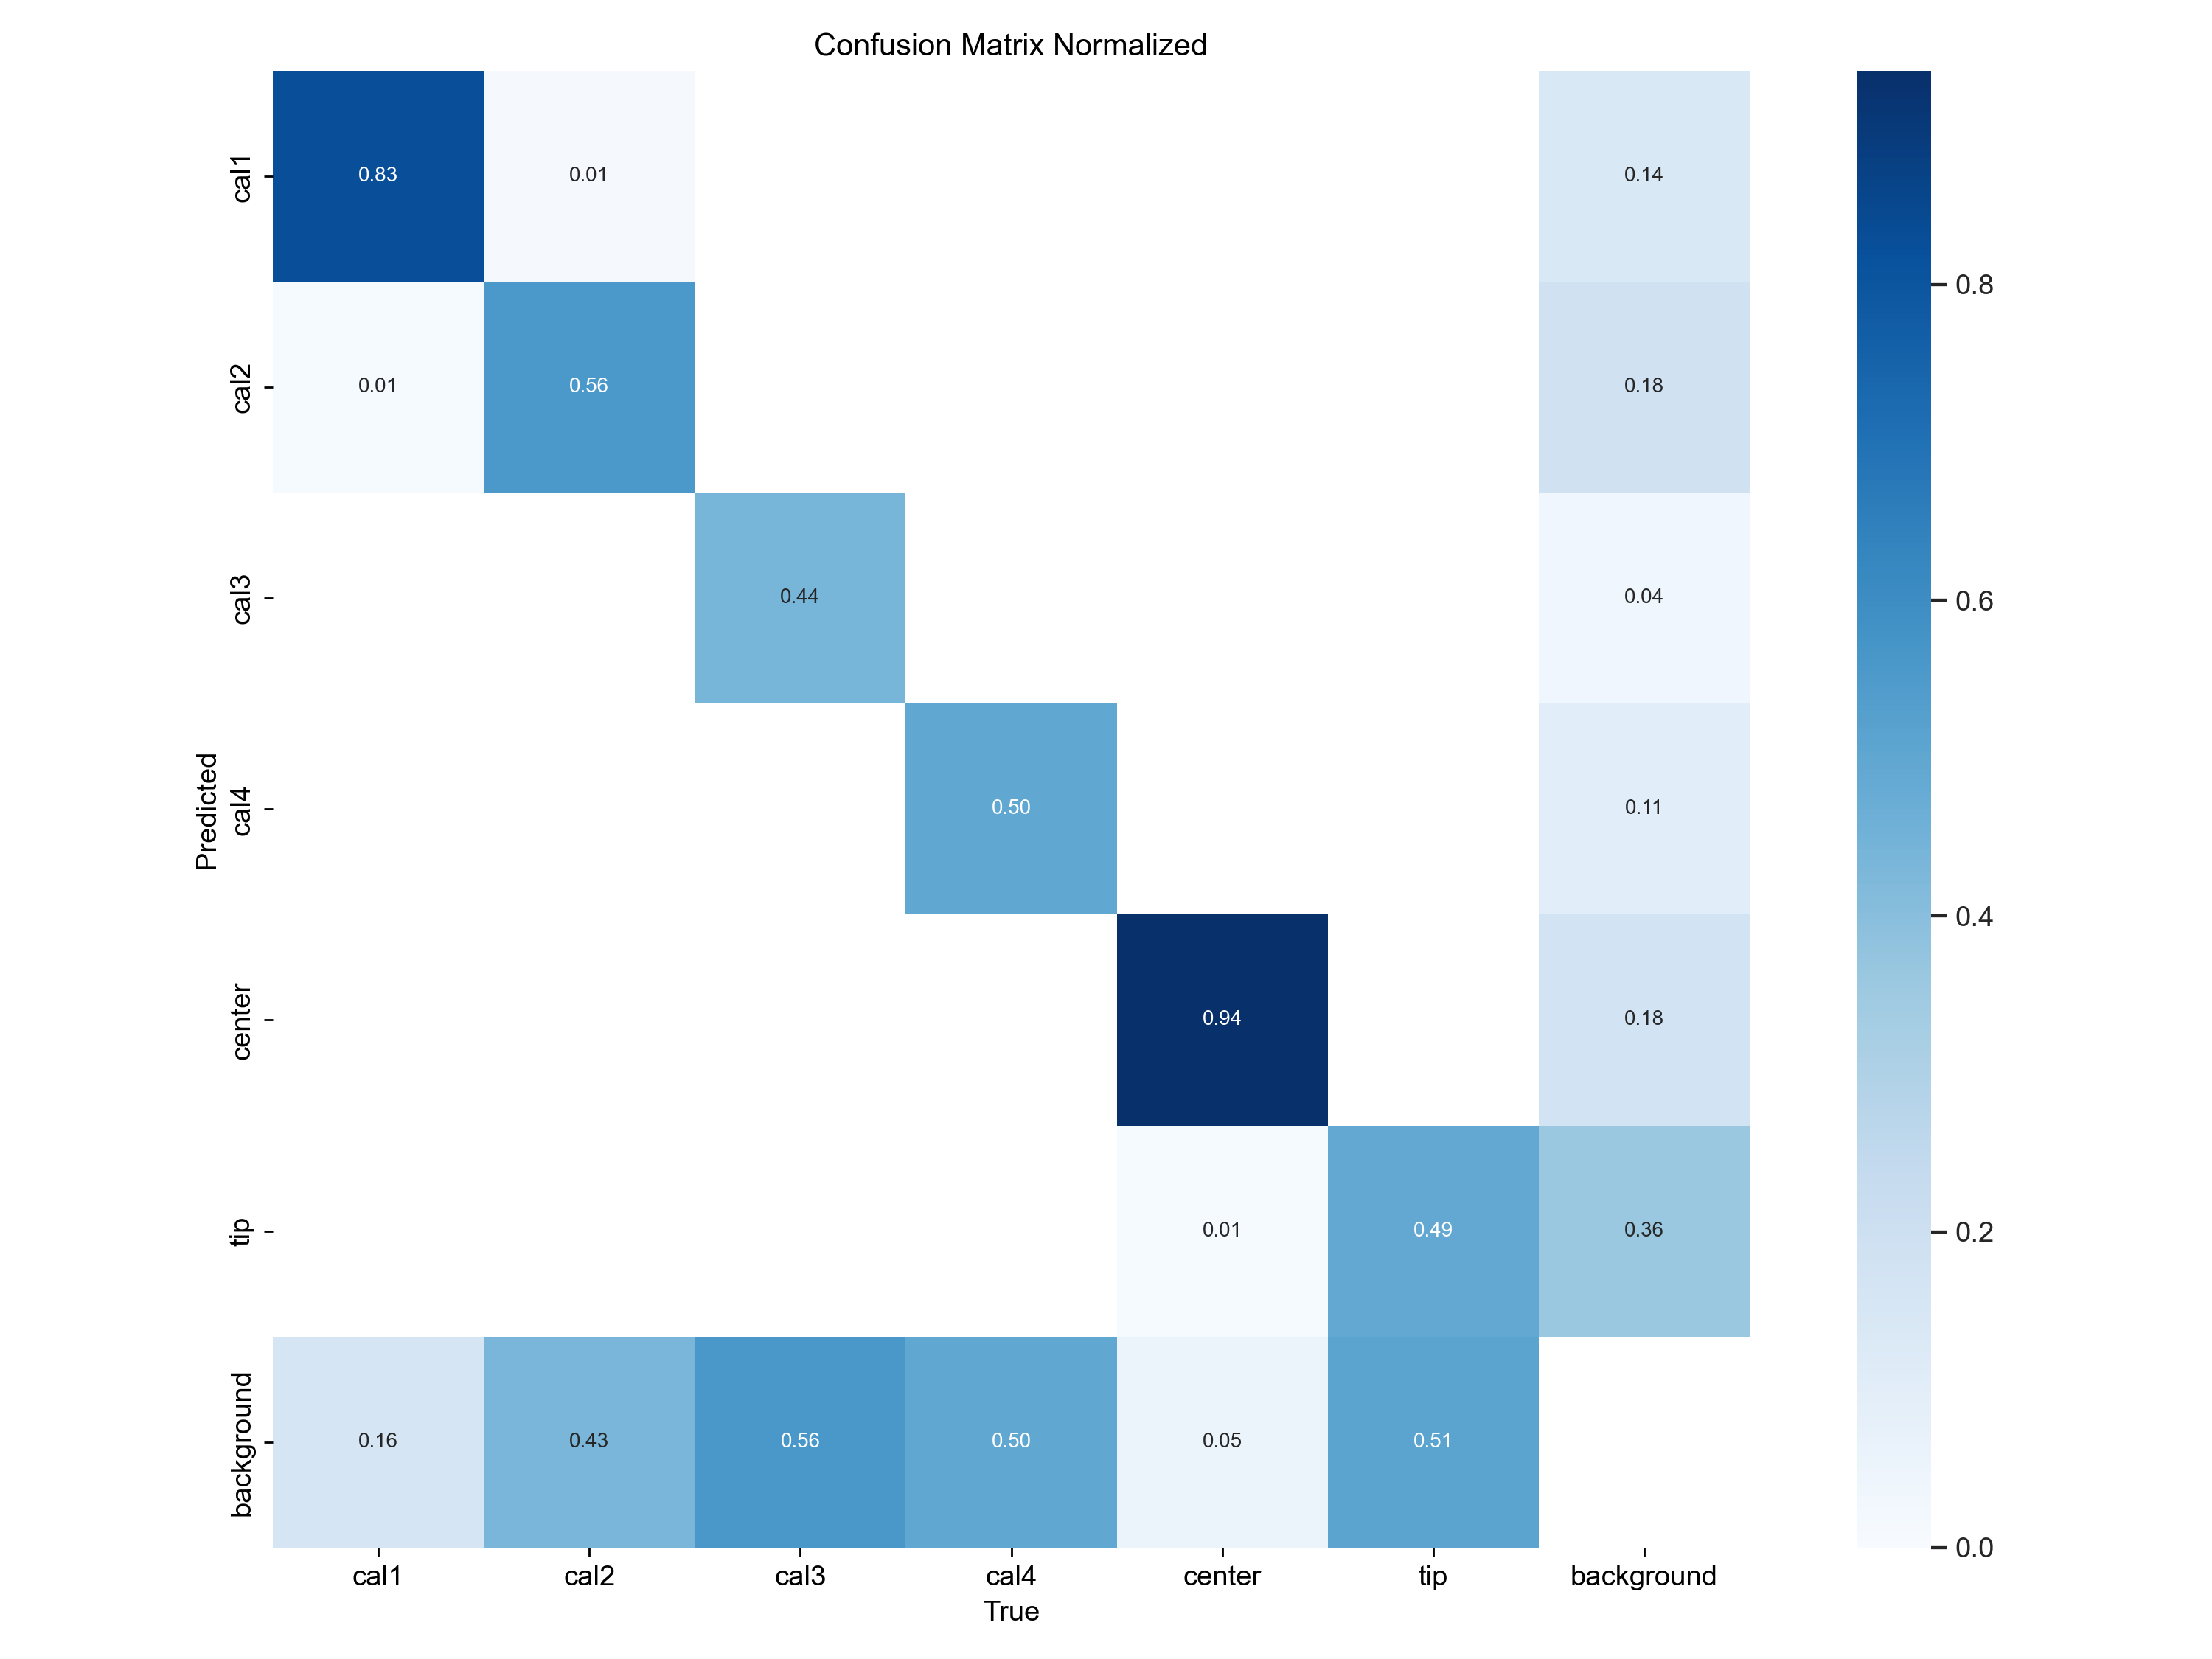 Confusion Matrix Normalized
cal1
0.83
0.01
0.14
cal2
0.01
0.56
0.18
cal3
0.44
0.04
cal4
0.50
0.11
center
0.94
0.18
tip
0.01
0.49
0.36
background
0.16
0.43
0.56
0.50
0.05
0.51
Predicted
cal1
cal2
cal3
cal4
center
tip
background
True
0.8
0.6
0.4
0.2
0.0